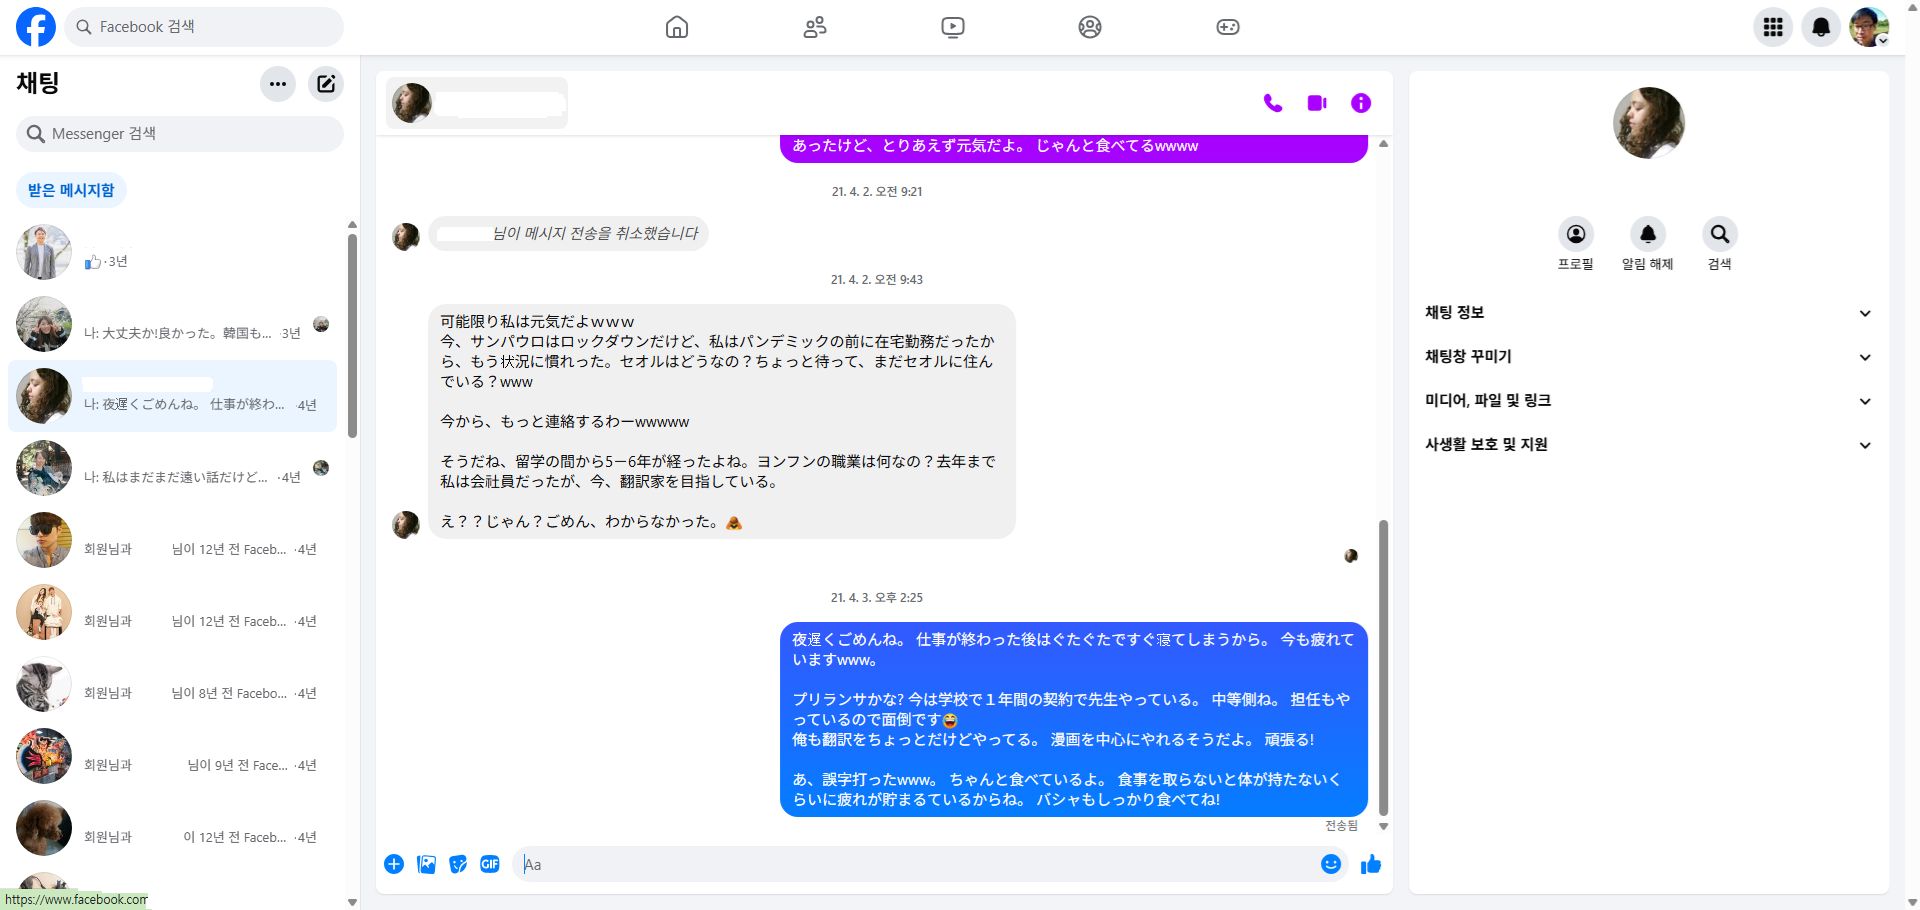 Facebook 검색
채팅
Messenger 검색
받은 메시지함
·3년
나: 大丈夫か!良かった。韓国も... ·3년
나: 夜遅くごめんね。 仕事が終わ... ·4년
나: 私はまだまだ遠い話だけど... ·4년
회원님과 님이 12년 전 Faceb... ·4년
회원님과 님이 12년 전 Faceb... ·4년
회원님과 님이 8년 전 Facebo... ·4년
회원님과 님이 9년 전 Face... ·4년
회원님과 이 12년 전 Faceb... ·4년
https://www.facebook.com
あったけど、とりあえず元気だよ。 じゃんと食べてるwwww
21. 4. 2. 오전 9:21
님이 메시지 전송을 취소했습니다
21. 4. 2. 오전 9:43
可能限り私は元気だよｗｗｗ
今、サンパウロはロックダウンだけど、私はパンデミックの前に在宅勤務だったか
ら、もう状況に慣れった。セオルはどうなの？ちょっと待って、まだセオルに住ん
でいる？www
今から、もっと連絡するわーwwwww
そうだね、留学の間から5ー6年が経ったよね。ヨンフンの職業は何なの？去年まで
私は会社員だったが、今、翻訳家を目指している。
え？？じゃん？ごめん、わからなかった。🙏
21. 4. 3. 오후 2:25
夜遅くごめんね。 仕事が終わった後はぐたぐたですぐ寝てしまうから。 今も疲れて
いますwww。
プリランサかな? 今は学校で１年間の契約で先生やっている。 中等側ね。 担任もや
っているので面倒です😂
俺も翻訳をちょっとだけどやってる。 漫画を中心にやれるそうだよ。 頑張る!
あ、誤字打ったwww。 ちゃんと食べているよ。 食事を取らないと体が持たないく
らいに疲れが貯まるているからね。 バシャもしっかり食べてね!
전송됨
GIF
Aa
프로필
알림 해제
검색
채팅 정보
채팅창 꾸미기
미디어, 파일 및 링크
사생활 보호 및 지원